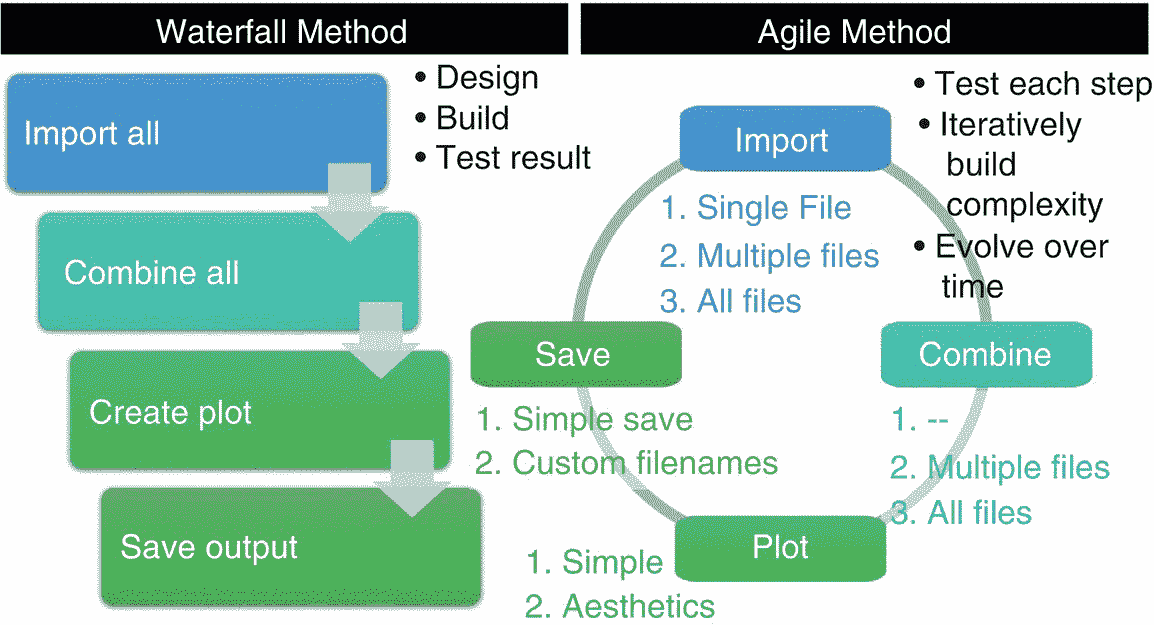 Waterfall Method
Import all
Combine all
Create plot
Save output
• Design
• Build
• Test result
Agile Method
• Test each step
• Iteratively
build
complexity
• Evolve over
time
Import
1. Single File
2. Multiple files
3. All files
Combine
1. --
2. Multiple files
3. All files
Plot
1. Simple
2. Aesthetics
Save
1. Simple save
2. Custom filenames